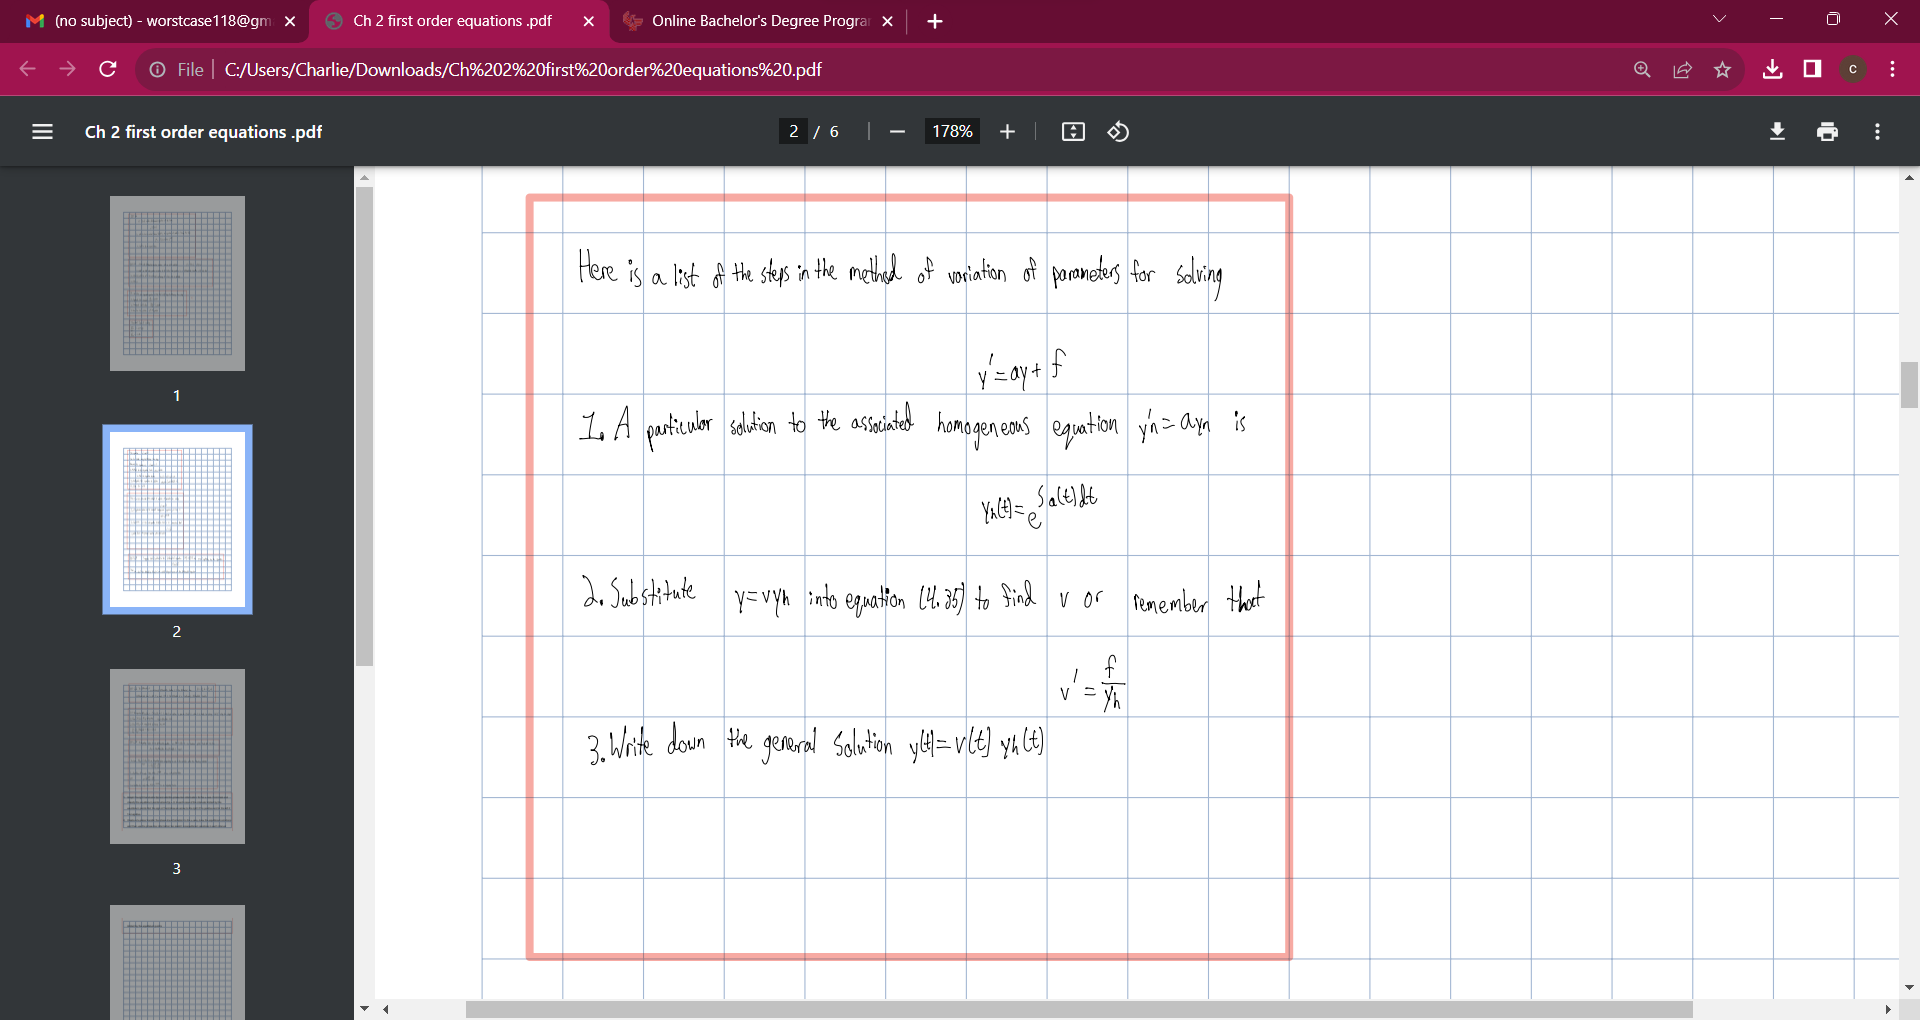 (no subject) - worstcase118@gm
Ch 2 first order equations .pdf
Online Bachelor's Degree Progra
File
C:/Users/Charlie/Downloads/Ch%202%20first%20order%20equations%20.pdf
c
Ch 2 first order equations .pdf
2 / 6
178%
1
2
3
Here is a list of the steps in the method of variation of parameters for solving
y'=ay+ f
1. A particular solution to the associated homogeneous equation y'h = ayh is
yh(t)=e^∫a(t)dt
2. Substitute y=vyh into equation (4.35) to find v or remember that
v' = f/yh
3. Write down the general Solution y(t)=v(t) yh(t)